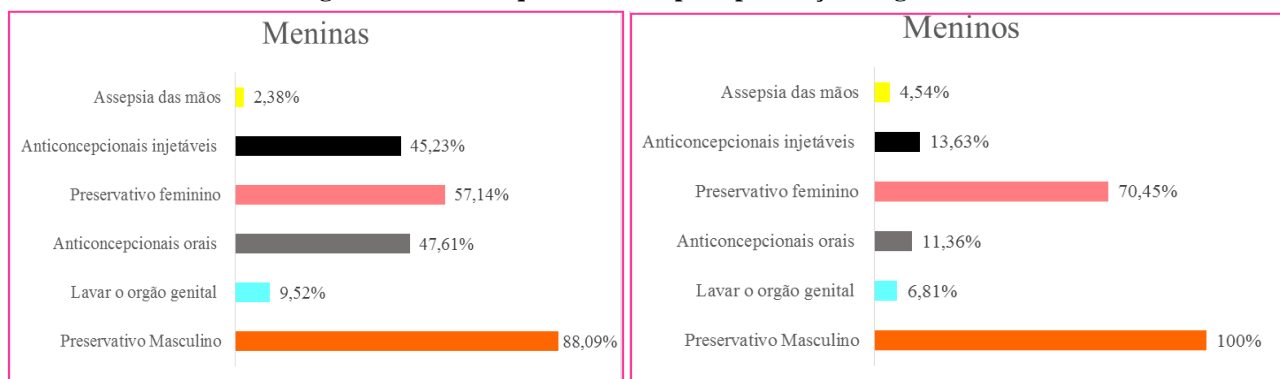 Meninas
Assepsia das mãos 2,38%
Anticoncepcionais injetáveis 45,23%
Preservativo feminino 57,14%
Anticoncepcionais orais 47,61%
Lavar o orgão genital 9,52%
Preservativo Masculino 88,09%
Meninos
Assepsia das mãos 4,54%
Anticoncepcionais injetáveis 13,63%
Preservativo feminino 70,45%
Anticoncepcionais orais 11,36%
Lavar o orgão genital 6,81%
Preservativo Masculino 100%